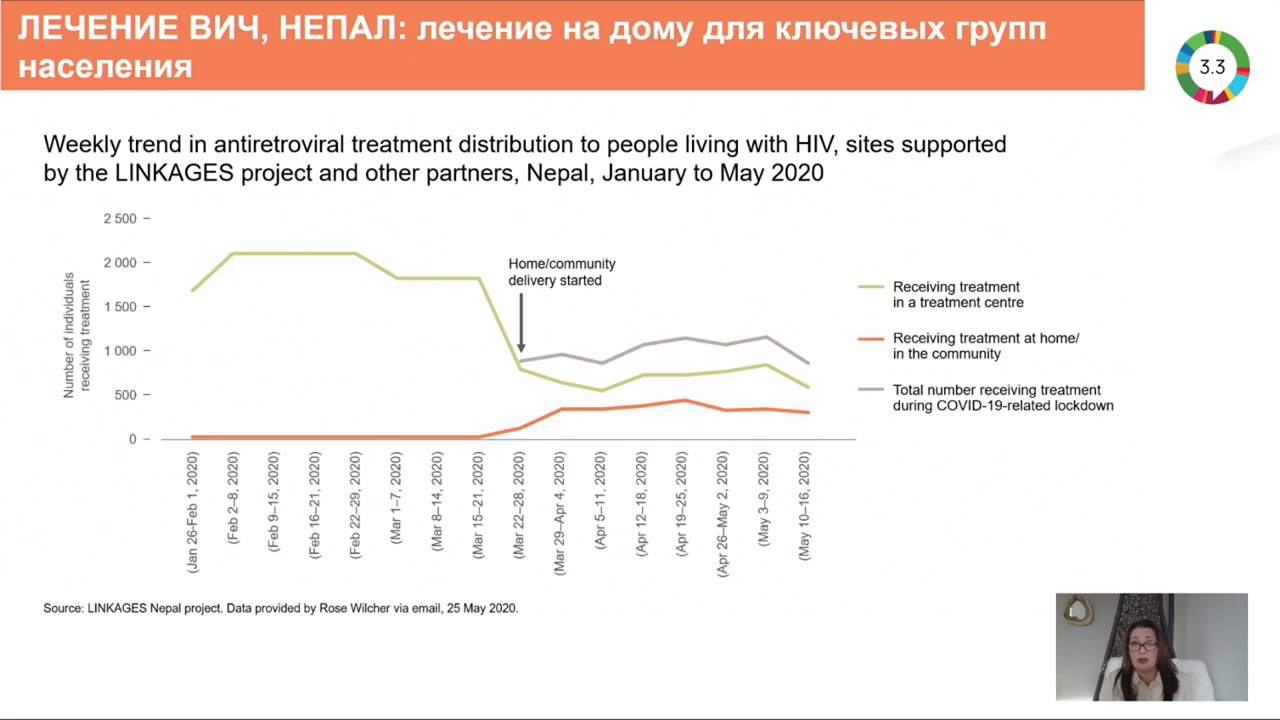 ЛЕЧЕНИЕ ВИЧ, НЕПАЛ: лечение на дому для ключевых групп
населения
3.3
Weekly trend in antiretroviral treatment distribution to people living with HIV, sites supported
by the LINKAGES project and other partners, Nepal, January to May 2020
Number of individuals
receiving treatment
2 500
2 000
1 500
1 000
500
0
Home/community
delivery started
Receiving treatment
in a treatment centre
Receiving treatment at home/
in the community
Total number receiving treatment
during COVID-19-related lockdown
(Jan 26-Feb 1, 2020)
(Feb 2–8, 2020)
(Feb 9–15, 2020)
(Feb 16–21, 2020)
(Feb 22–29, 2020)
(Mar 1–7, 2020)
(Mar 8–14, 2020)
(Mar 15–21, 2020)
(Mar 22–28, 2020)
(Mar 29–Apr 4, 2020)
(Apr 5–11, 2020)
(Apr 12–18, 2020)
(Apr 19–25, 2020)
(Apr 26–May 2, 2020)
(May 3–9, 2020)
(May 10–16, 2020)
Source: LINKAGES Nepal project. Data provided by Rose Wilcher via email, 25 May 2020.